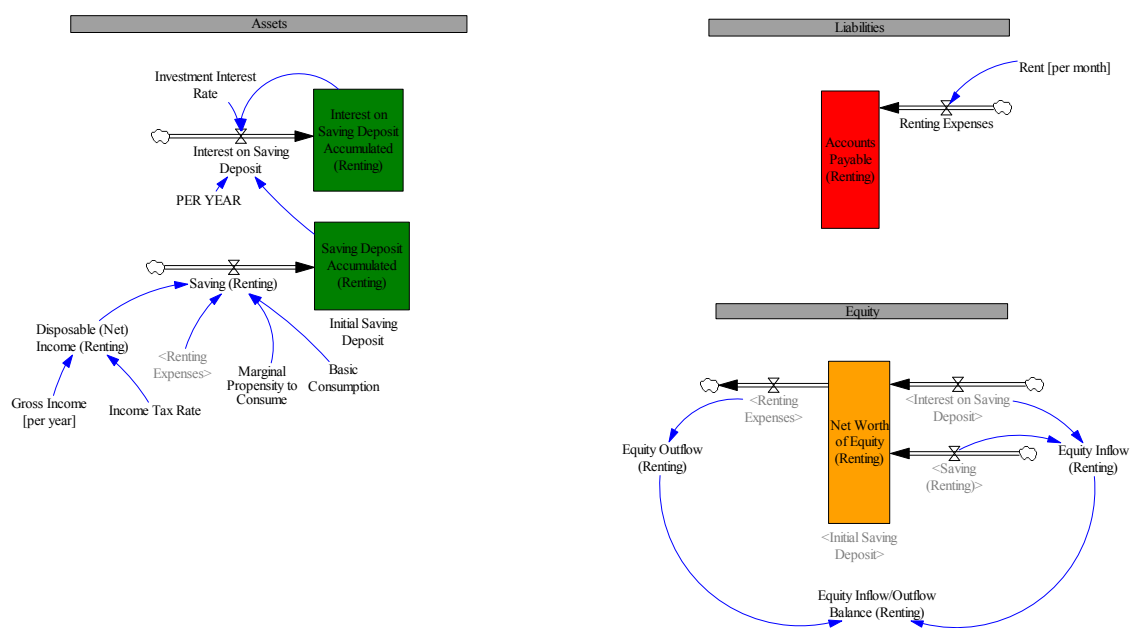 Assets
Investment Interest
Rate
Interest on
Saving Deposit
Accumulated
(Renting)
Interest on Saving
Deposit
PER YEAR
Saving Deposit
Accumulated
(Renting)
Saving (Renting)
Initial Saving
Deposit
Disposable (Net)
Income (Renting)
<Renting
Expenses>
Marginal
Propensity to
Consume
Basic
Consumption
Gross Income
[per year]
Income Tax Rate
Liabilities
Rent [per month]
Renting Expenses
Accounts
Payable
(Renting)
Equity
<Renting
Expenses>
<Interest on Saving
Deposit>
Net Worth
of Equity
(Renting)
Equity Outflow
(Renting)
Equity Inflow
(Renting)
<Saving
(Renting)>
<Initial Saving
Deposit>
Equity Inflow/Outflow
Balance (Renting)